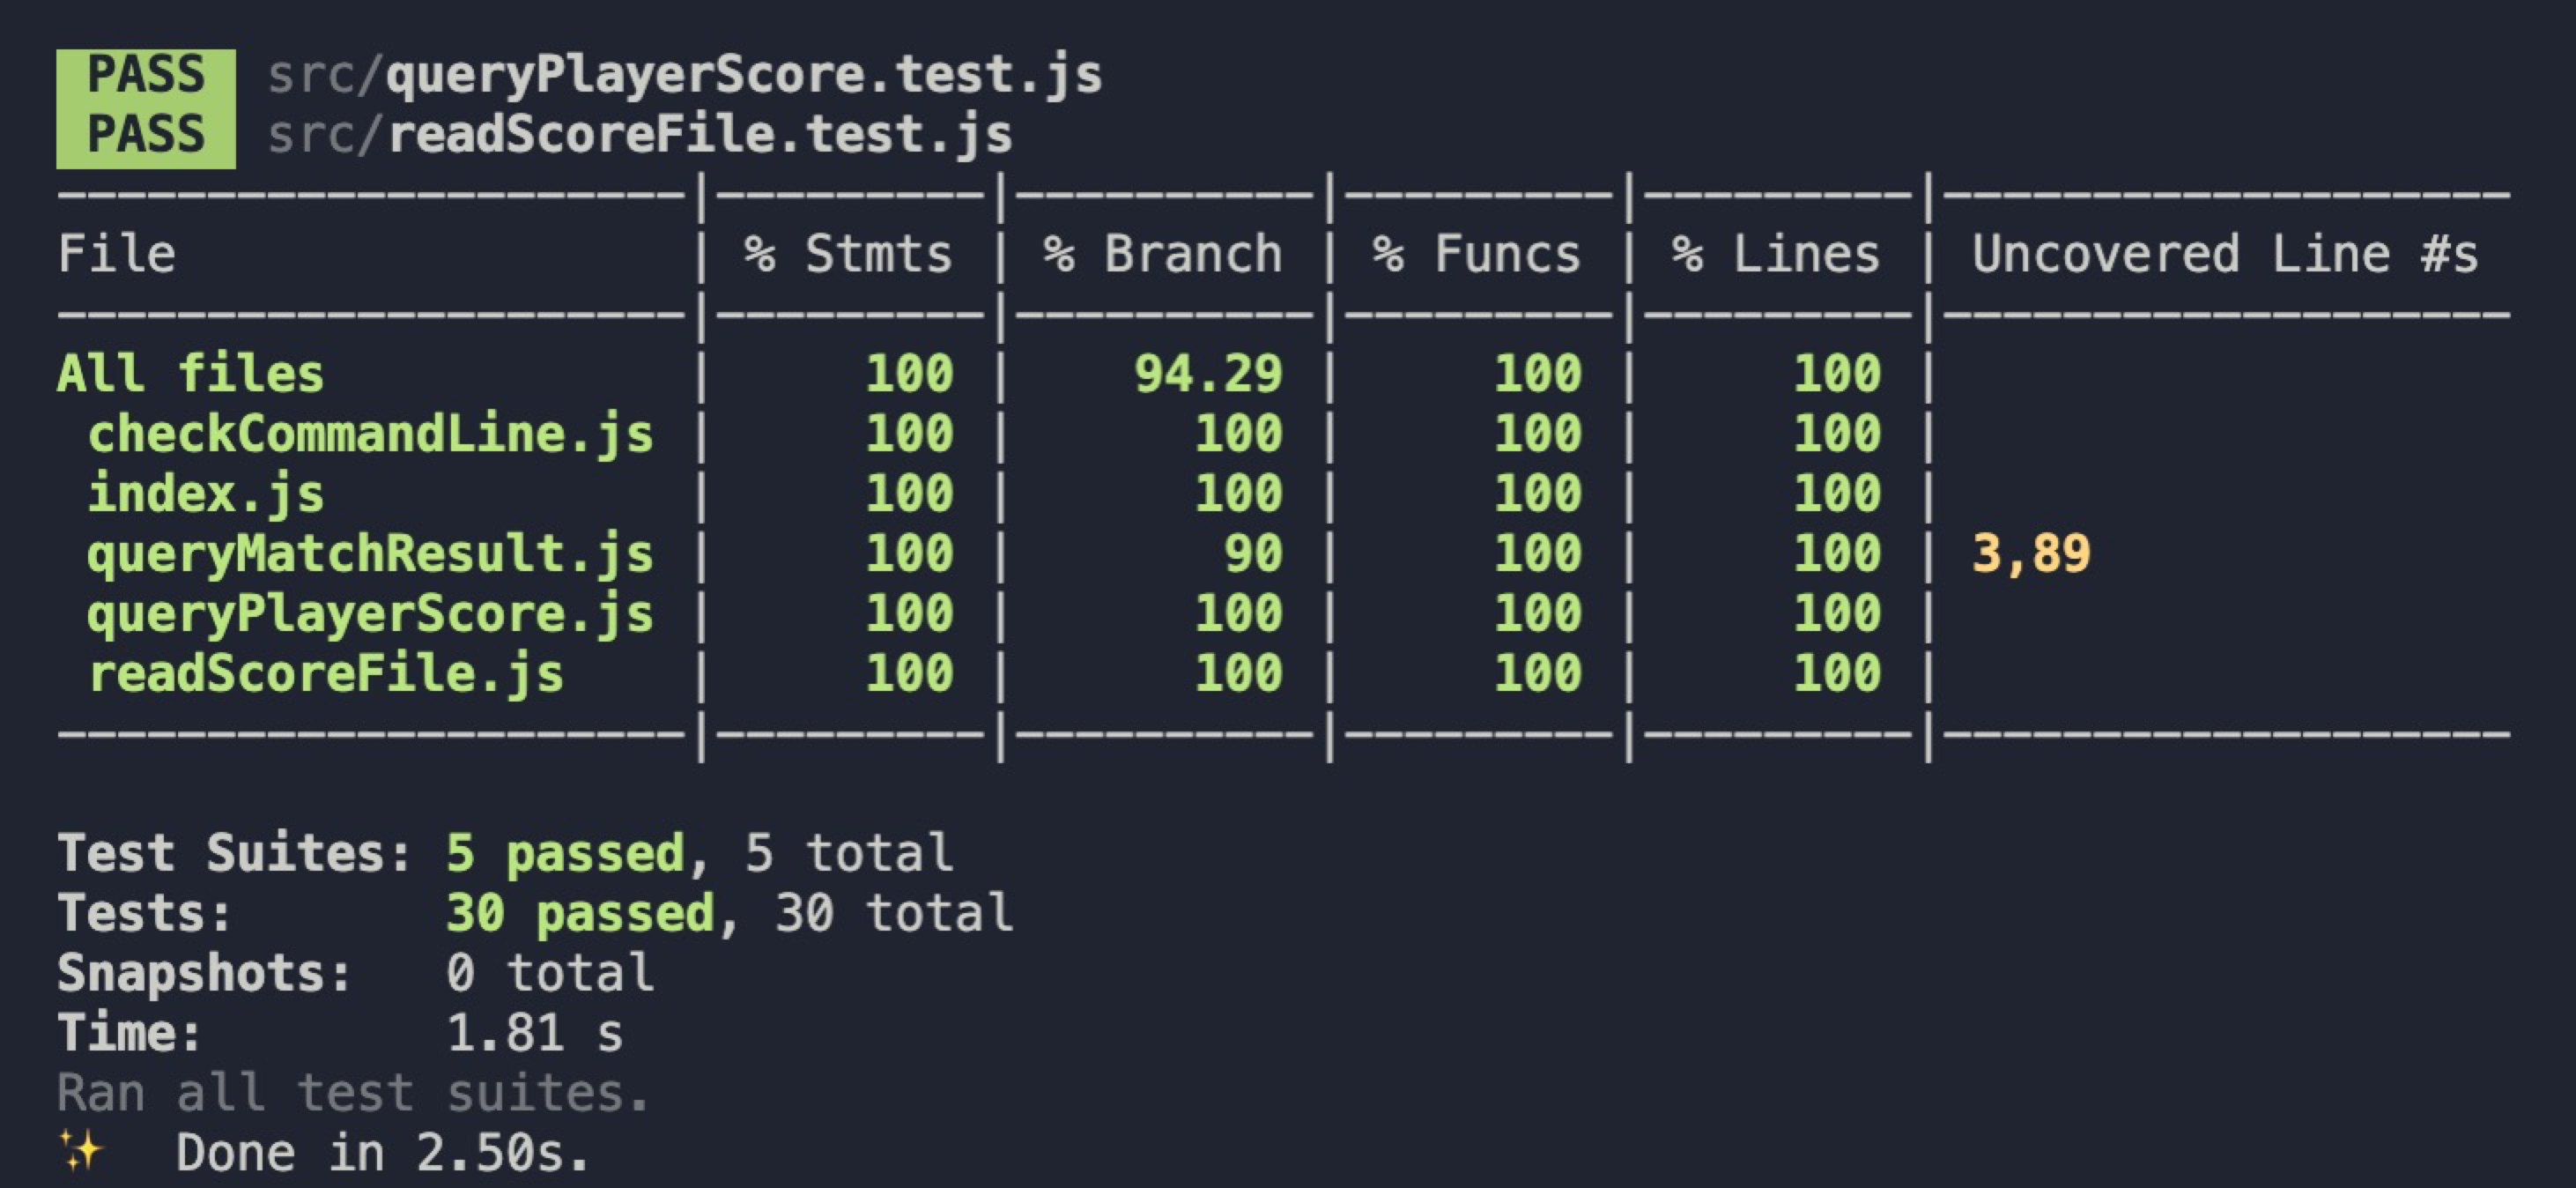 PASS src/queryPlayerScore.test.js
PASS src/readScoreFile.test.js
----------------------|---------|----------|---------|---------|-------------------
File                  | % Stmts | % Branch | % Funcs | % Lines | Uncovered Line #s
----------------------|---------|----------|---------|---------|-------------------
All files             |     100 |    94.29 |     100 |     100 |
 checkCommandLine.js  |     100 |      100 |     100 |     100 |
 index.js             |     100 |      100 |     100 |     100 |
 queryMatchResult.js  |     100 |       90 |     100 |     100 | 3,89
 queryPlayerScore.js  |     100 |      100 |     100 |     100 |
 readScoreFile.js     |     100 |      100 |     100 |     100 |
----------------------|---------|----------|---------|---------|-------------------
Test Suites: 5 passed, 5 total
Tests:       30 passed, 30 total
Snapshots:   0 total
Time:        1.81 s
Ran all test suites.
✨  Done in 2.50s.